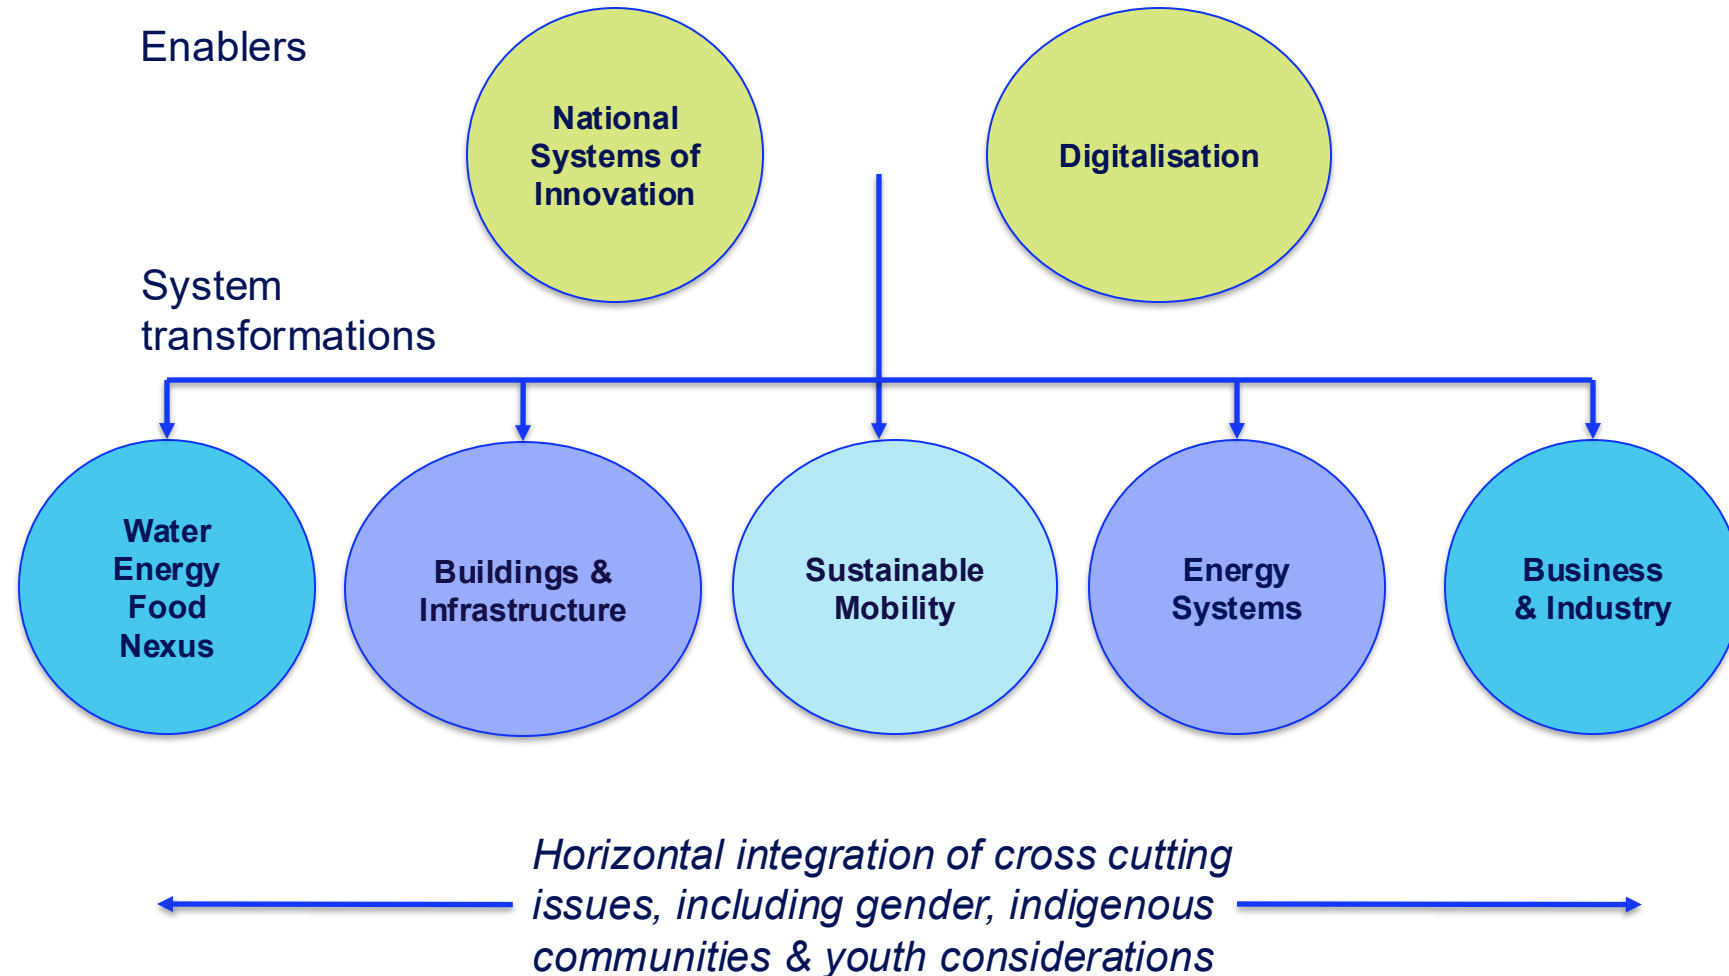 Enablers
National
Systems of
Innovation
Digitalisation
System
transformations
Water
Energy
Food
Nexus
Buildings &
Infrastructure
Sustainable
Mobility
Energy
Systems
Business
& Industry
Horizontal integration of cross cutting
issues, including gender, indigenous
communities & youth considerations